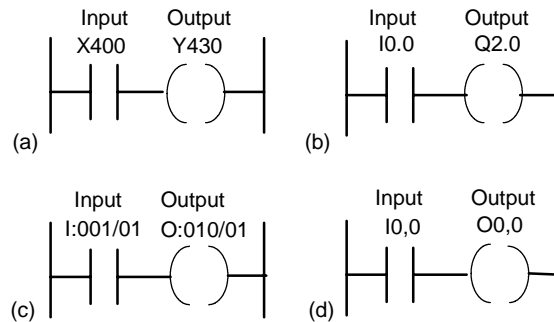 Input Output
X400 Y430
(a)
Input Output
I0.0 Q2.0
(b)
Input Output
I:001/01 O:010/01
(c)
Input Output
I0,0 O0,0
(d)